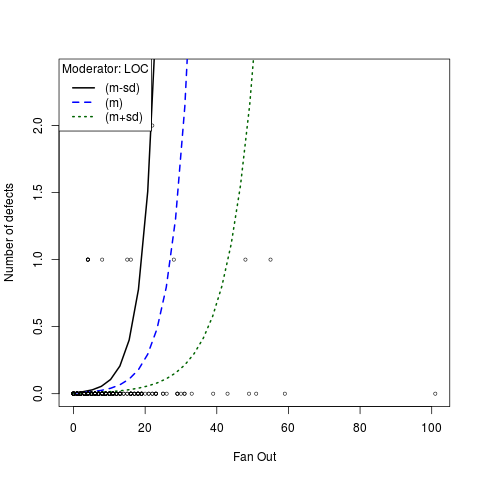 Moderator: LOC
(m-sd)
(m)
(m+sd)
Number of defects
2.0
1.5
1.0
0.5
0.0
0 20 40 60 80 100
Fan Out